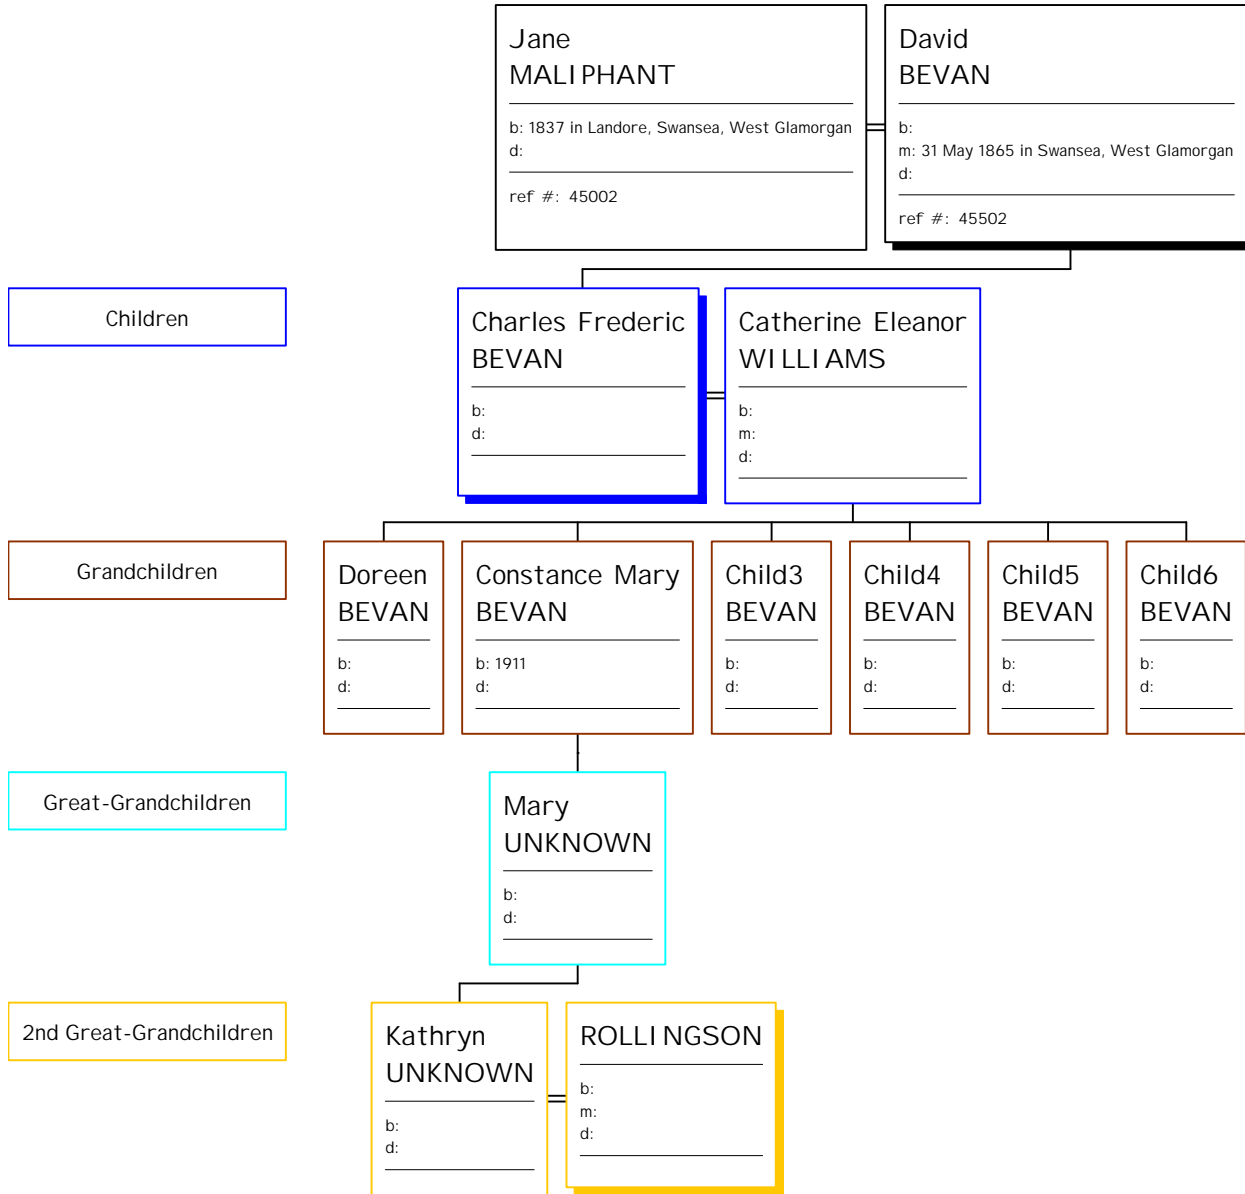 Jane
MALIPHANT
b: 1837 in Landore, Swansea, West Glamorgan
d:
ref #: 45002
David
BEVAN
b:
m: 31 May 1865 in Swansea, West Glamorgan
d:
ref #: 45502
Children
Charles Frederic
BEVAN
b:
d:
Catherine Eleanor
WILLIAMS
b:
m:
d:
Grandchildren
Doreen
BEVAN
b:
d:
Constance Mary
BEVAN
b: 1911
d:
Child3
BEVAN
b:
d:
Child4
BEVAN
b:
d:
Child5
BEVAN
b:
d:
Child6
BEVAN
b:
d:
Great-Grandchildren
Mary
UNKNOWN
b:
d:
2nd Great-Grandchildren
Kathryn
UNKNOWN
b:
d:
ROLLINGSON
b:
m:
d: